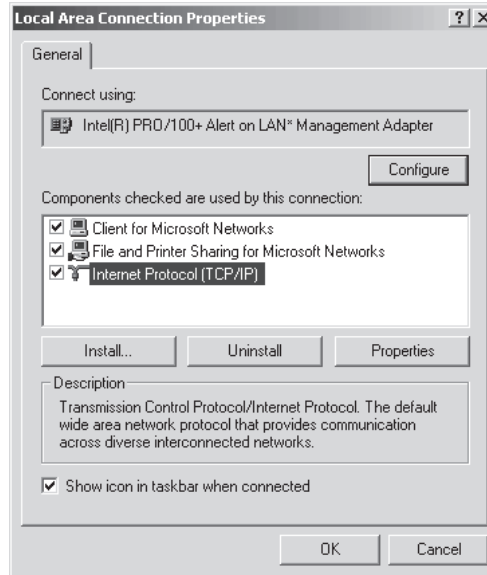 Local Area Connection Properties
General
Connect using:
Intel(R) PRO/100+ Alert on LAN* Management Adapter
Configure
Components checked are used by this connection:
Client for Microsoft Networks
File and Printer Sharing for Microsoft Networks
Internet Protocol (TCP/IP)
Install... Uninstall Properties
Description
Transmission Control Protocol/Internet Protocol. The default
wide area network protocol that provides communication
across diverse interconnected networks.
Show icon in taskbar when connected
OK Cancel